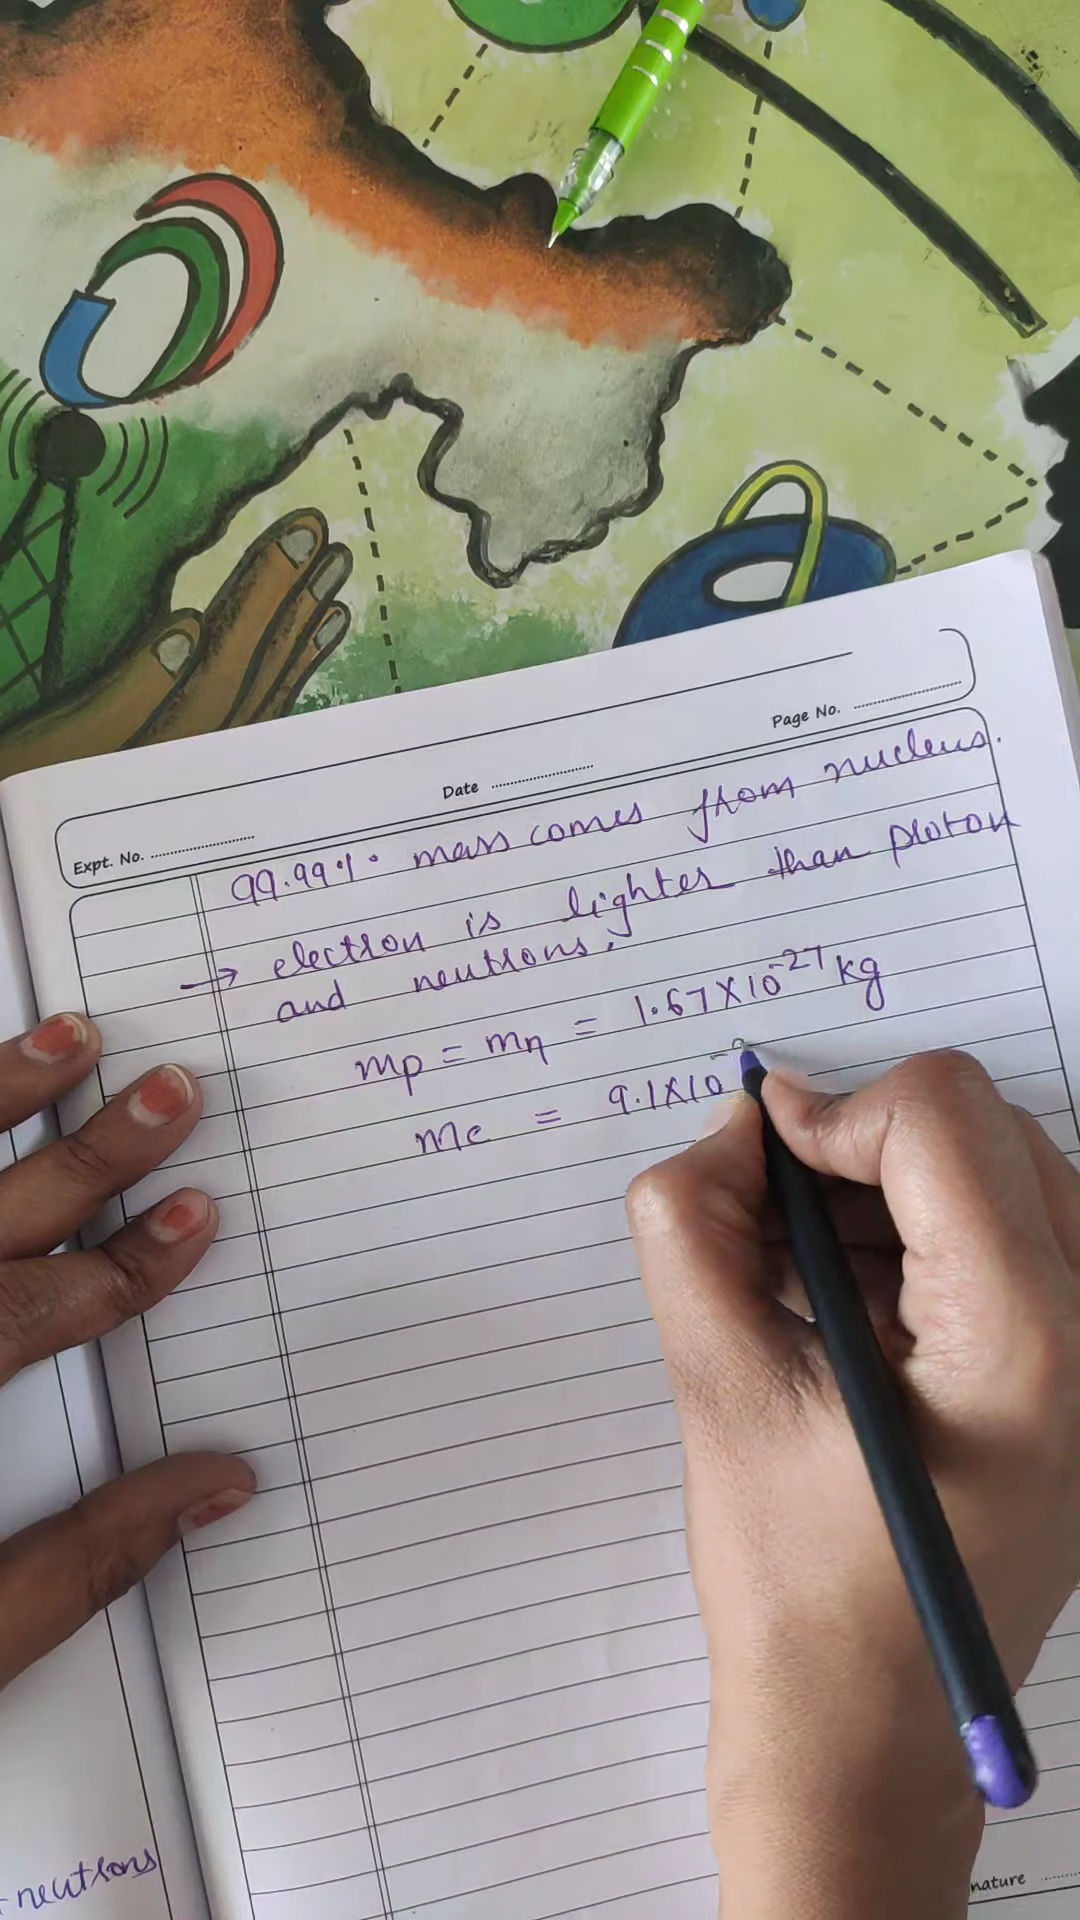 Page No.
Date
Expt. No.
99.99% mass comes from nucleus.
→ electron is lighter than proton
and neutrons.
mp = mn = 1.67×10⁻²⁷ kg
me = 9.1×10⁻
neutrons
nature